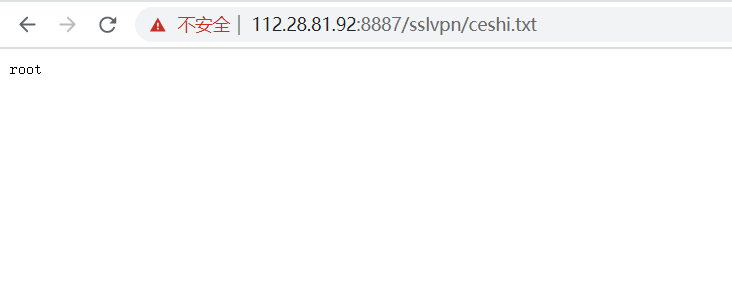 不安全 | 112.28.81.92:8887/sslvpn/ceshi.txt
root